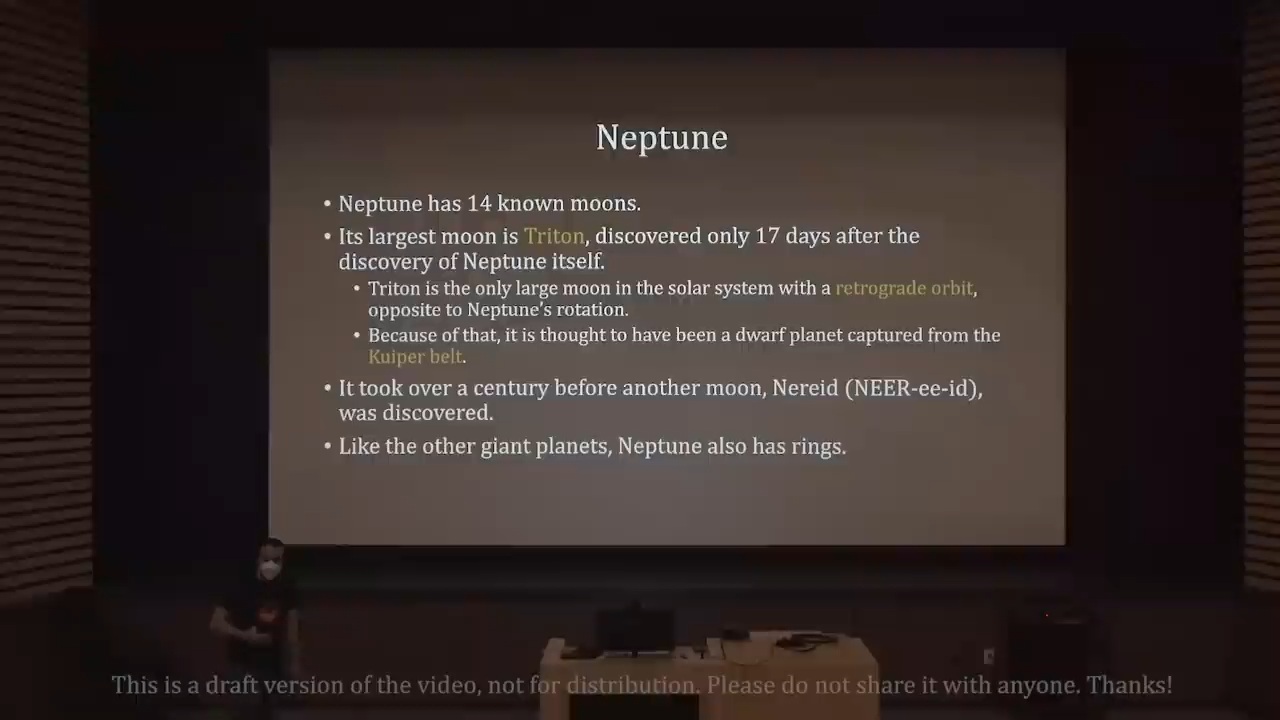 Neptune
• Neptune has 14 known moons.
• Its largest moon is Triton, discovered only 17 days after the
discovery of Neptune itself.
• Triton is the only large moon in the solar system with a retrograde orbit,
opposite to Neptune's rotation.
• Because of that, it is thought to have been a dwarf planet captured from the
Kuiper belt.
• It took over a century before another moon, Nereid (NEER-ee-id),
was discovered.
• Like the other giant planets, Neptune also has rings.
This is a draft version of the video, not for distribution. Please do not share it with anyone. Thanks!